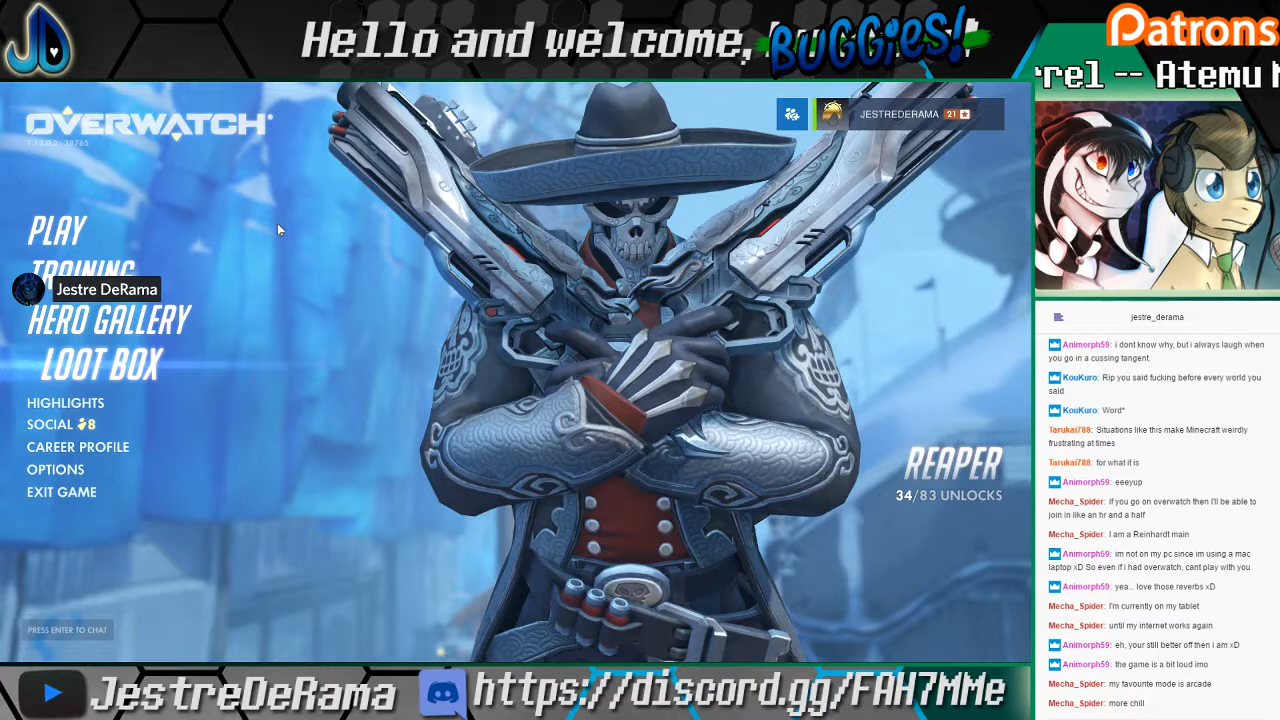 Hello and welcome,
BUGGiES!
Patrons
rrel -- Atemu
JD
OVERWATCH
1.13.0.2 - 38765
JESTREDERAMA 21
PLAY
TRAINING
Jestre DeRama
HERO GALLERY
LOOT BOX
HIGHLIGHTS
SOCIAL 8
CAREER PROFILE
OPTIONS
EXIT GAME
REAPER
34/83 UNLOCKS
PRESS ENTER TO CHAT
jestre_derama
Animorph59: i dont know why, but i always laugh when
you go in a cussing tangent.
KouKuro: Rip you said fucking before every world you
said
KouKuro: Word*
Tarukai788: Situations like this make Minecraft weirdly
frustrating at times
Tarukai788: for what it is
Animorph59: eeeyup
Mecha_Spider: if you go on overwatch then I'll be able to
join in like an hr and a half
Mecha_Spider: I am a Reinhardt main
Animorph59: im not on my pc since im using a mac
laptop xD So even if i had overwatch, cant play with you
Animorph59: yea... love those reverbs xD
Mecha_Spider: I'm currently on my tablet
Mecha_Spider: until my internet works again
Animorph59: eh, your still better off then i am xD
Animorph59: the game is a bit loud imo
Mecha_Spider: my favourite mode is arcade
Mecha_Spider: more chill
JestreDeRama
https://discord.gg/FAH7MMe